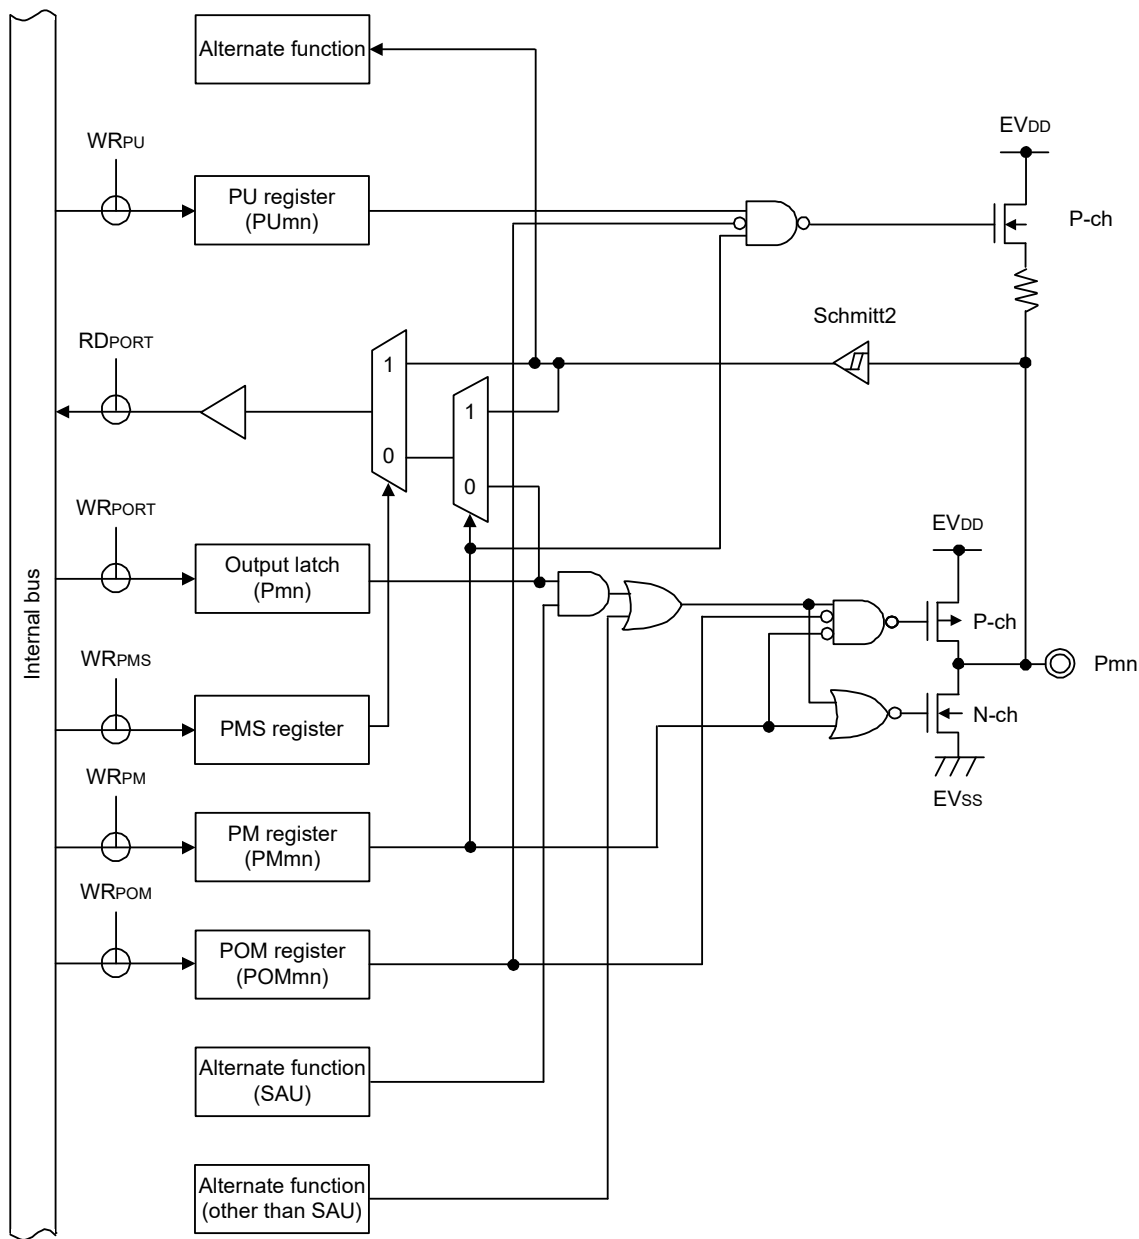 Alternate function
WRPU
EVDD
PU register
(PUmn)
P-ch
Schmitt2
RDPORT
1
1
0
0
WRPORT
EVDD
Output latch
(Pmn)
P-ch
Internal bus
WRPMS
Pmn
PMS register
N-ch
WRPM
EVSS
PM register
(PMmn)
WRPOM
POM register
(POMmn)
Alternate function
(SAU)
Alternate function
(other than SAU)